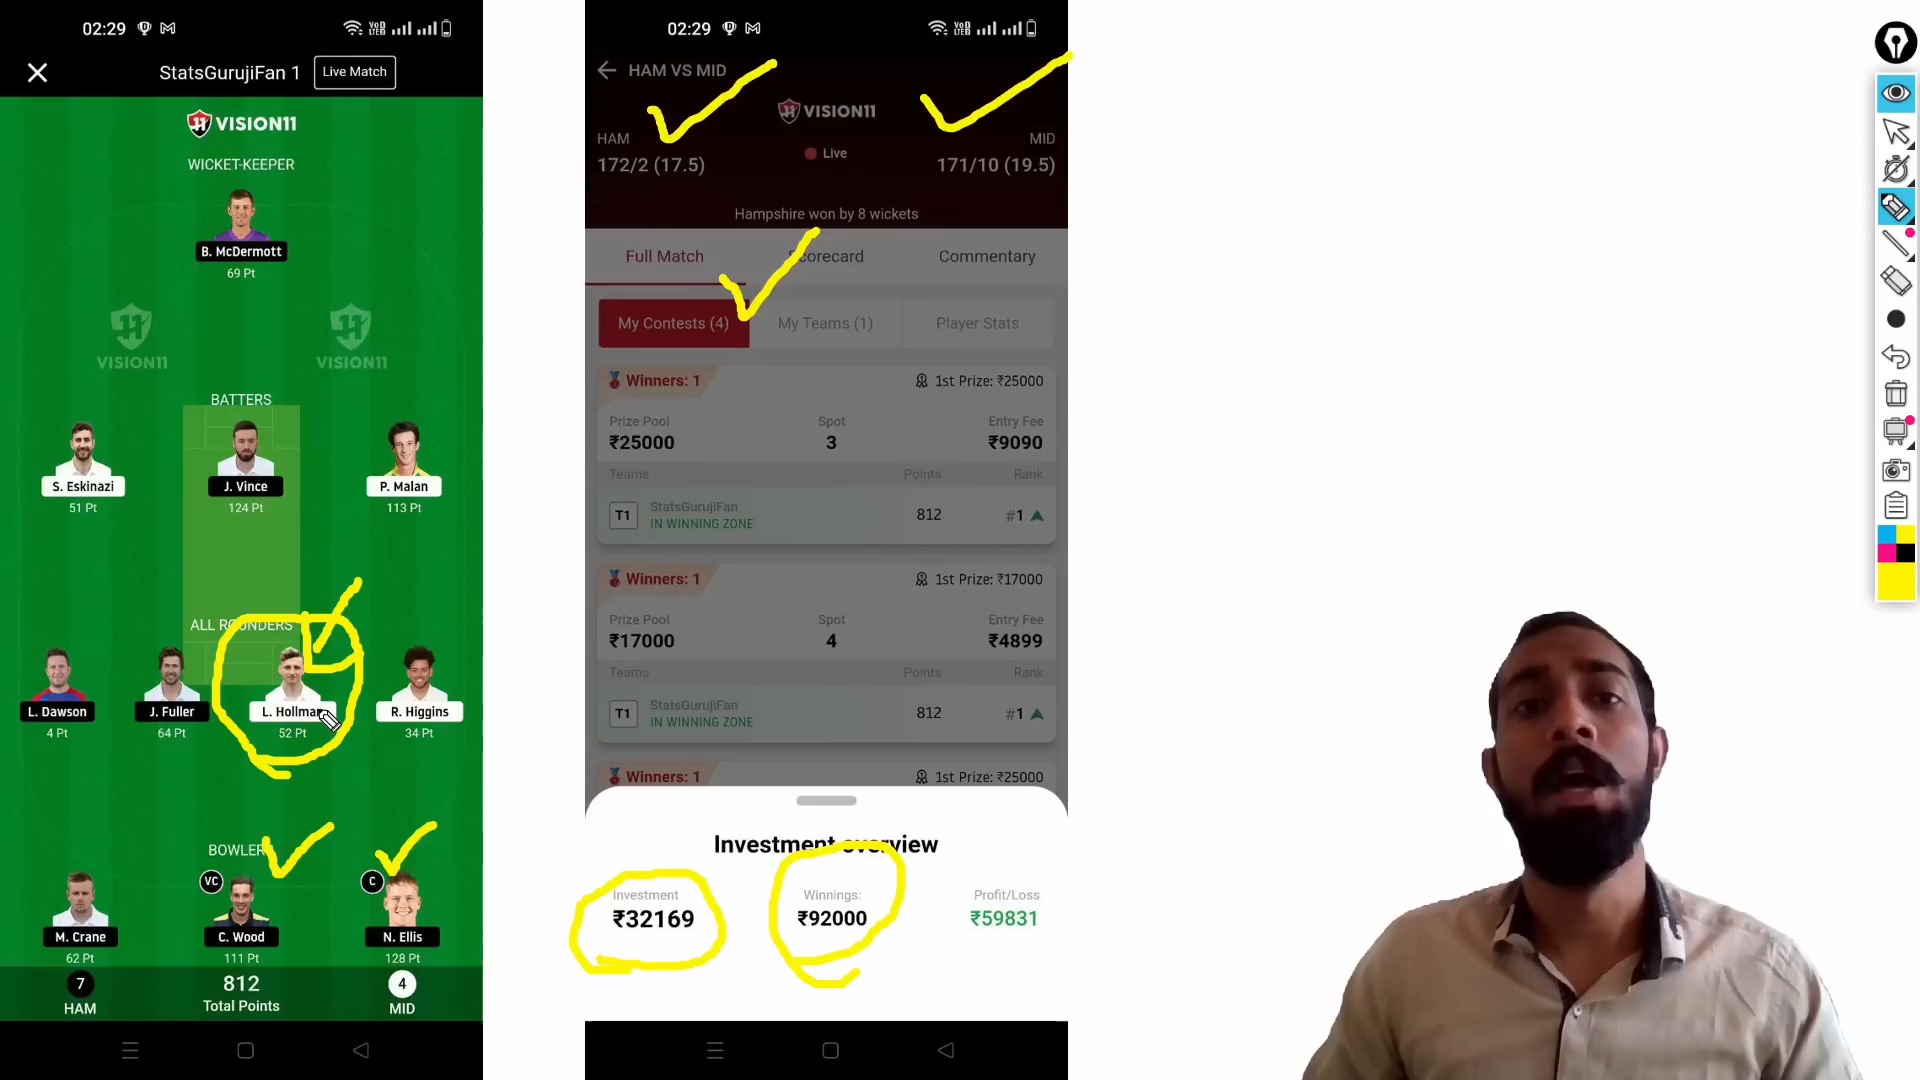 02:29
StatsGurujiFan 1
Live Match
VISION11
WICKET-KEEPER
B. McDermott
69 Pt
VISION11
VISION11
BATTERS
S. Eskinazi
51 Pt
J. Vince
124 Pt
P. Malan
113 Pt
ALL ROUNDERS
L. Dawson
4 Pt
J. Fuller
64 Pt
L. Hollman
52 Pt
R. Higgins
34 Pt
BOWLER
M. Crane
62 Pt
VC
C. Wood
111 Pt
C
N. Ellis
128 Pt
7
HAM
812
Total Points
4
MID
02:29
HAM VS MID
VISION11
HAM
172/2 (17.5)
Live
MID
171/10 (19.5)
Hampshire won by 8 wickets
Full Match
Scorecard
Commentary
My Contests (4)
My Teams (1)
Player Stats
Winners: 1
1st Prize: ₹25000
Prize Pool
Spot
Entry Fee
₹25000
3
₹9090
Teams
Points
Rank
T1
StatsGurujiFan
IN WINNING ZONE
812
#1
Winners: 1
1st Prize: ₹17000
Prize Pool
Spot
Entry Fee
₹17000
4
₹4899
Teams
Points
Rank
T1
StatsGurujiFan
IN WINNING ZONE
812
#1
Winners: 1
1st Prize: ₹25000
Investment overview
Investment
₹32169
Winnings:
₹92000
Profit/Loss
₹59831